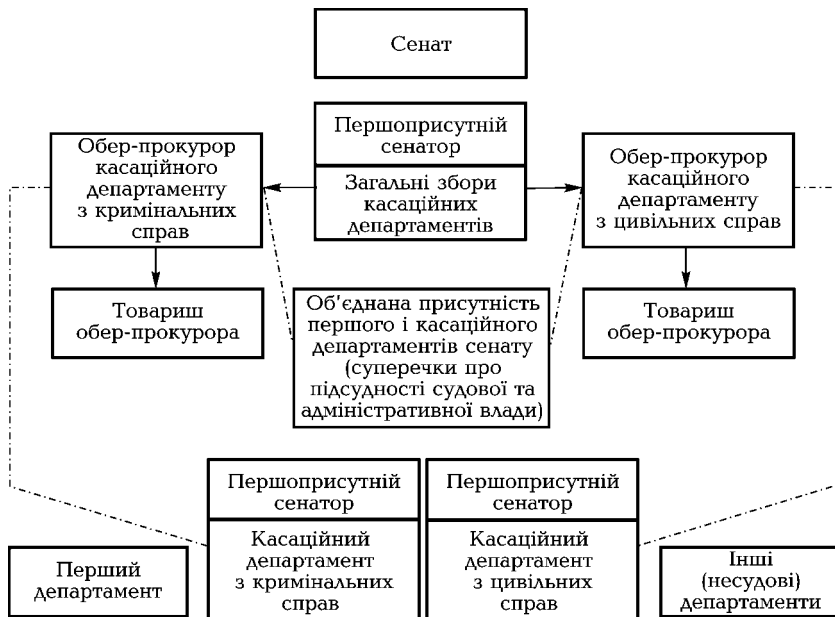 Сенат
Першоприсутній
сенатор
Загальні збори
касаційних
департаментів
Обер-прокурор
касаційного
департаменту
з кримінальних
справ
Обер-прокурор
касаційного
департаменту
з цивільних справ
Товариш
обер-прокурора
Об’єднана присутність
першого і касаційного
департаментів сенату
(суперечки про
підсудності судової та
адміністративної влади)
Товариш
обер-прокурора
Першоприсутній
сенатор
Касаційний
департамент
з кримінальних
справ
Першоприсутній
сенатор
Касаційний
департамент
з цивільних
справ
Перший
департамент
Інші
(несудові)
департаменти